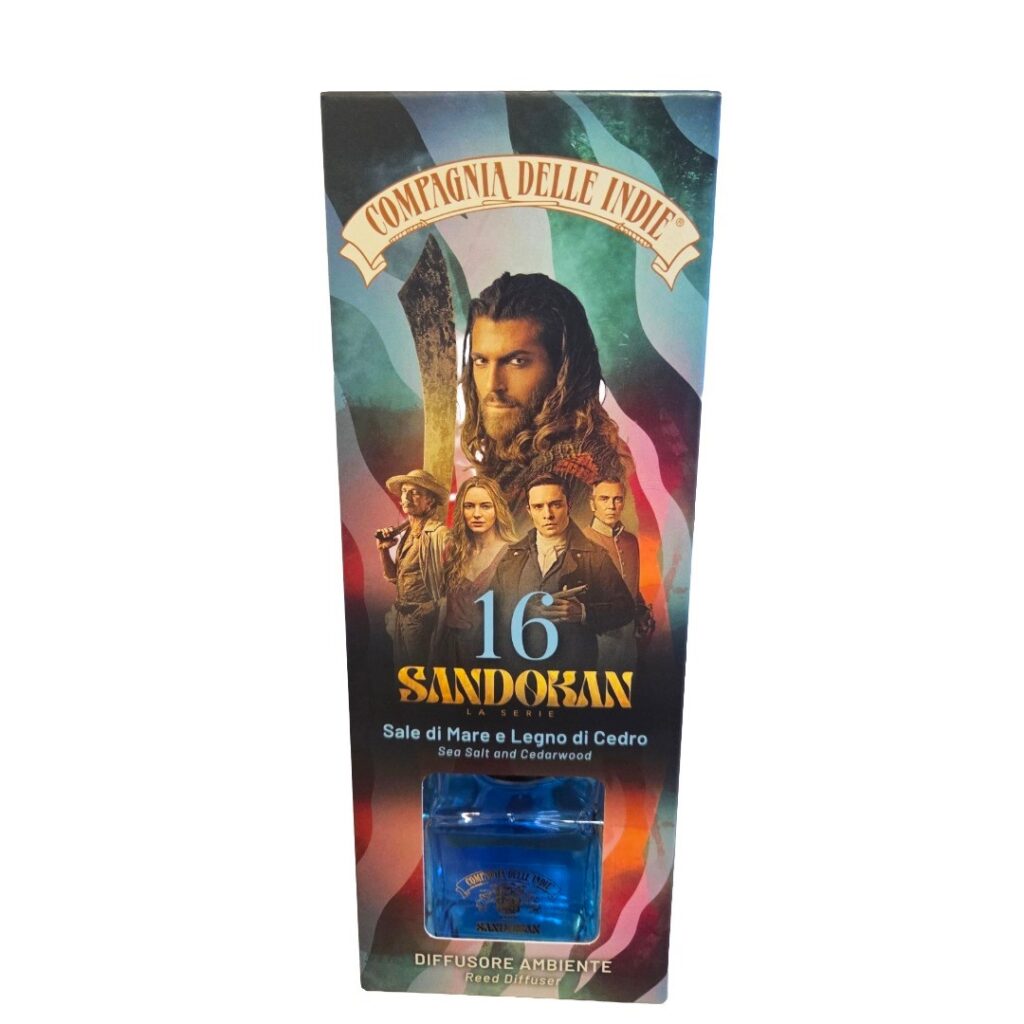 COMPAGNIA DELLE INDIE®
16
SANDOKAN
LA SERIE
Sale di Mare e Legno di Cedro
Sea Salt and Cedarwood
COMPAGNIA DELLE INDIE
SANDOKAN
DIFFUSORE AMBIENTE
Reed Diffuser